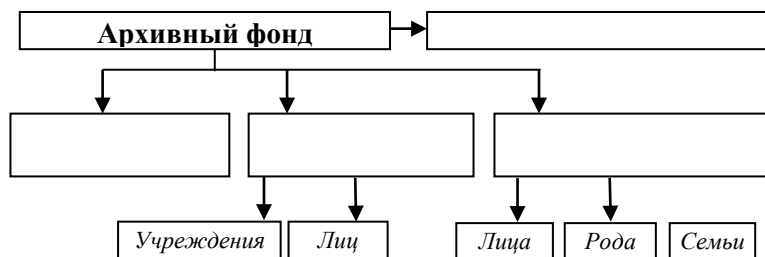 Архивный фонд
Учреждения
Лиц
Лица
Рода
Семьи